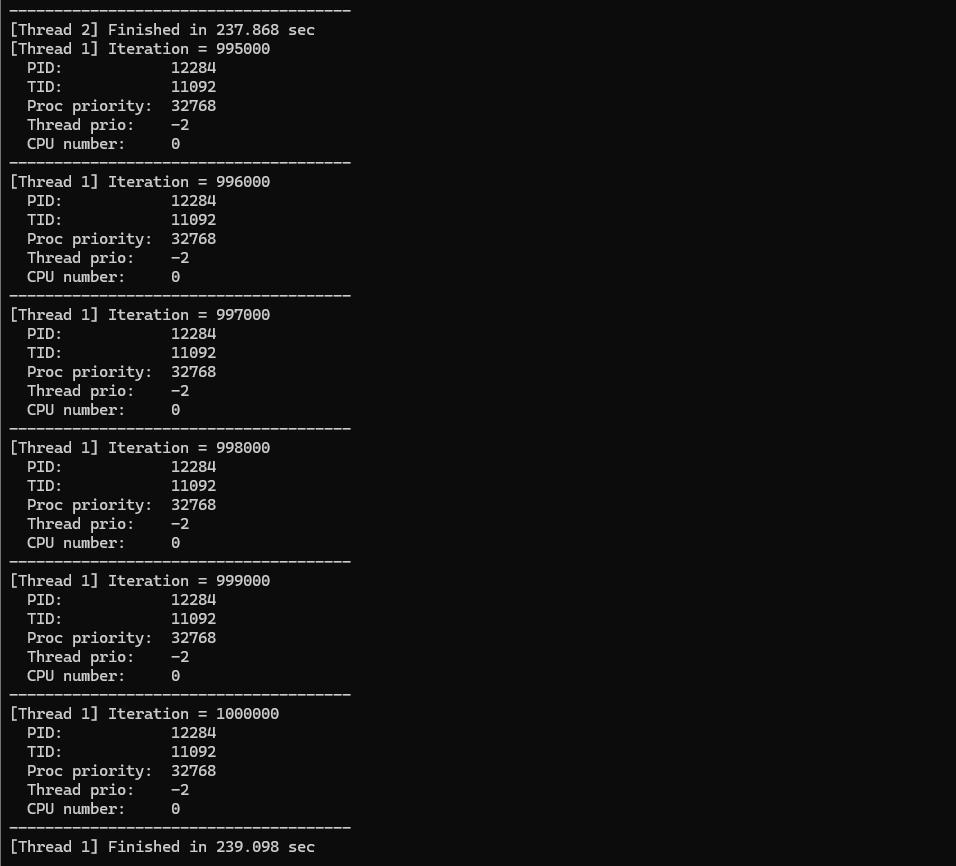 --------------------------------------
[Thread 2] Finished in 237.868 sec
[Thread 1] Iteration = 995000
  PID:            12284
  TID:            11092
  Proc priority:  32768
  Thread prio:    -2
  CPU number:     0
--------------------------------------
[Thread 1] Iteration = 996000
  PID:            12284
  TID:            11092
  Proc priority:  32768
  Thread prio:    -2
  CPU number:     0
--------------------------------------
[Thread 1] Iteration = 997000
  PID:            12284
  TID:            11092
  Proc priority:  32768
  Thread prio:    -2
  CPU number:     0
--------------------------------------
[Thread 1] Iteration = 998000
  PID:            12284
  TID:            11092
  Proc priority:  32768
  Thread prio:    -2
  CPU number:     0
--------------------------------------
[Thread 1] Iteration = 999000
  PID:            12284
  TID:            11092
  Proc priority:  32768
  Thread prio:    -2
  CPU number:     0
--------------------------------------
[Thread 1] Iteration = 1000000
  PID:            12284
  TID:            11092
  Proc priority:  32768
  Thread prio:    -2
  CPU number:     0
--------------------------------------
[Thread 1] Finished in 239.098 sec